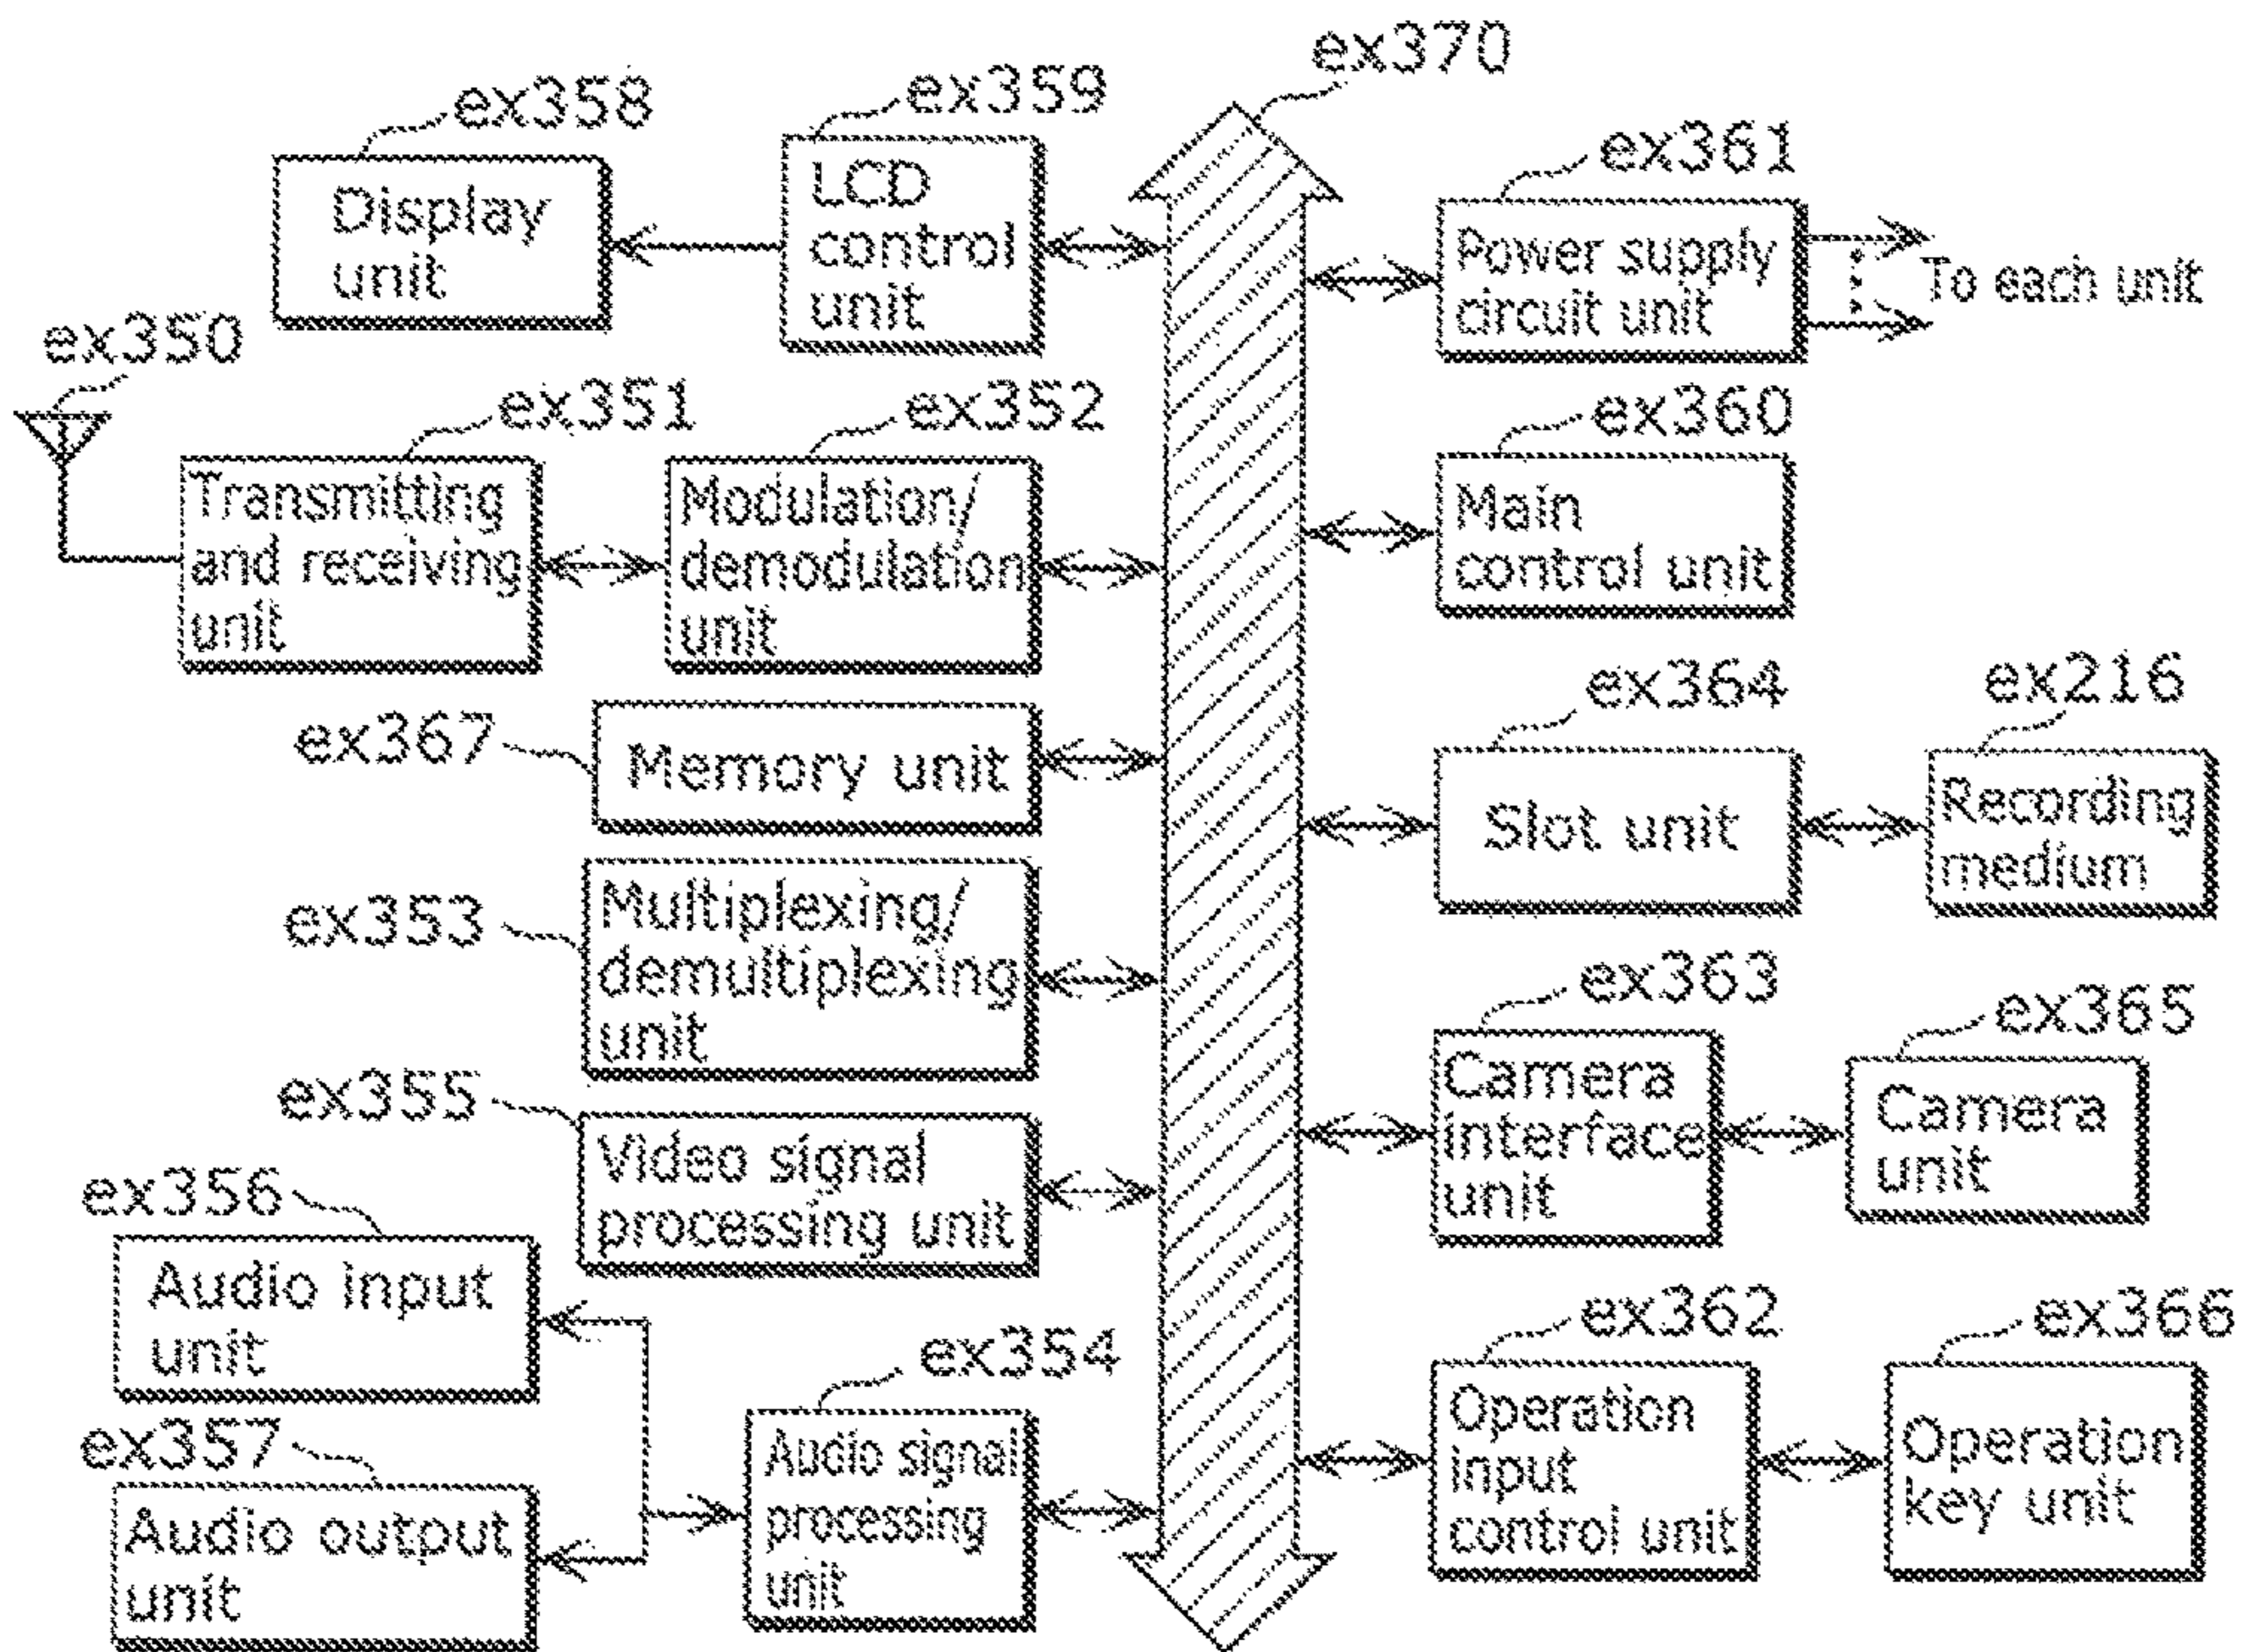 ex370
ex358
ex359
ex361
Display
unit
LCD
control
unit
Power supply
circuit unit
To each unit
ex350
ex351
ex352
ex360
Transmitting
and receiving
unit
Modulation/
demodulation
unit
Main
control unit
ex367
Memory unit
ex364
ex216
Slot unit
Recording
medium
ex353
Multiplexing/
demultiplexing
unit
ex363
ex365
Camera
interface
unit
Camera
unit
ex355
Video signal
processing unit
ex356
Audio input
unit
ex362
ex366
Operation
input
control unit
Operation
key unit
ex354
ex357
Audio signal
processing
unit
Audio output
unit